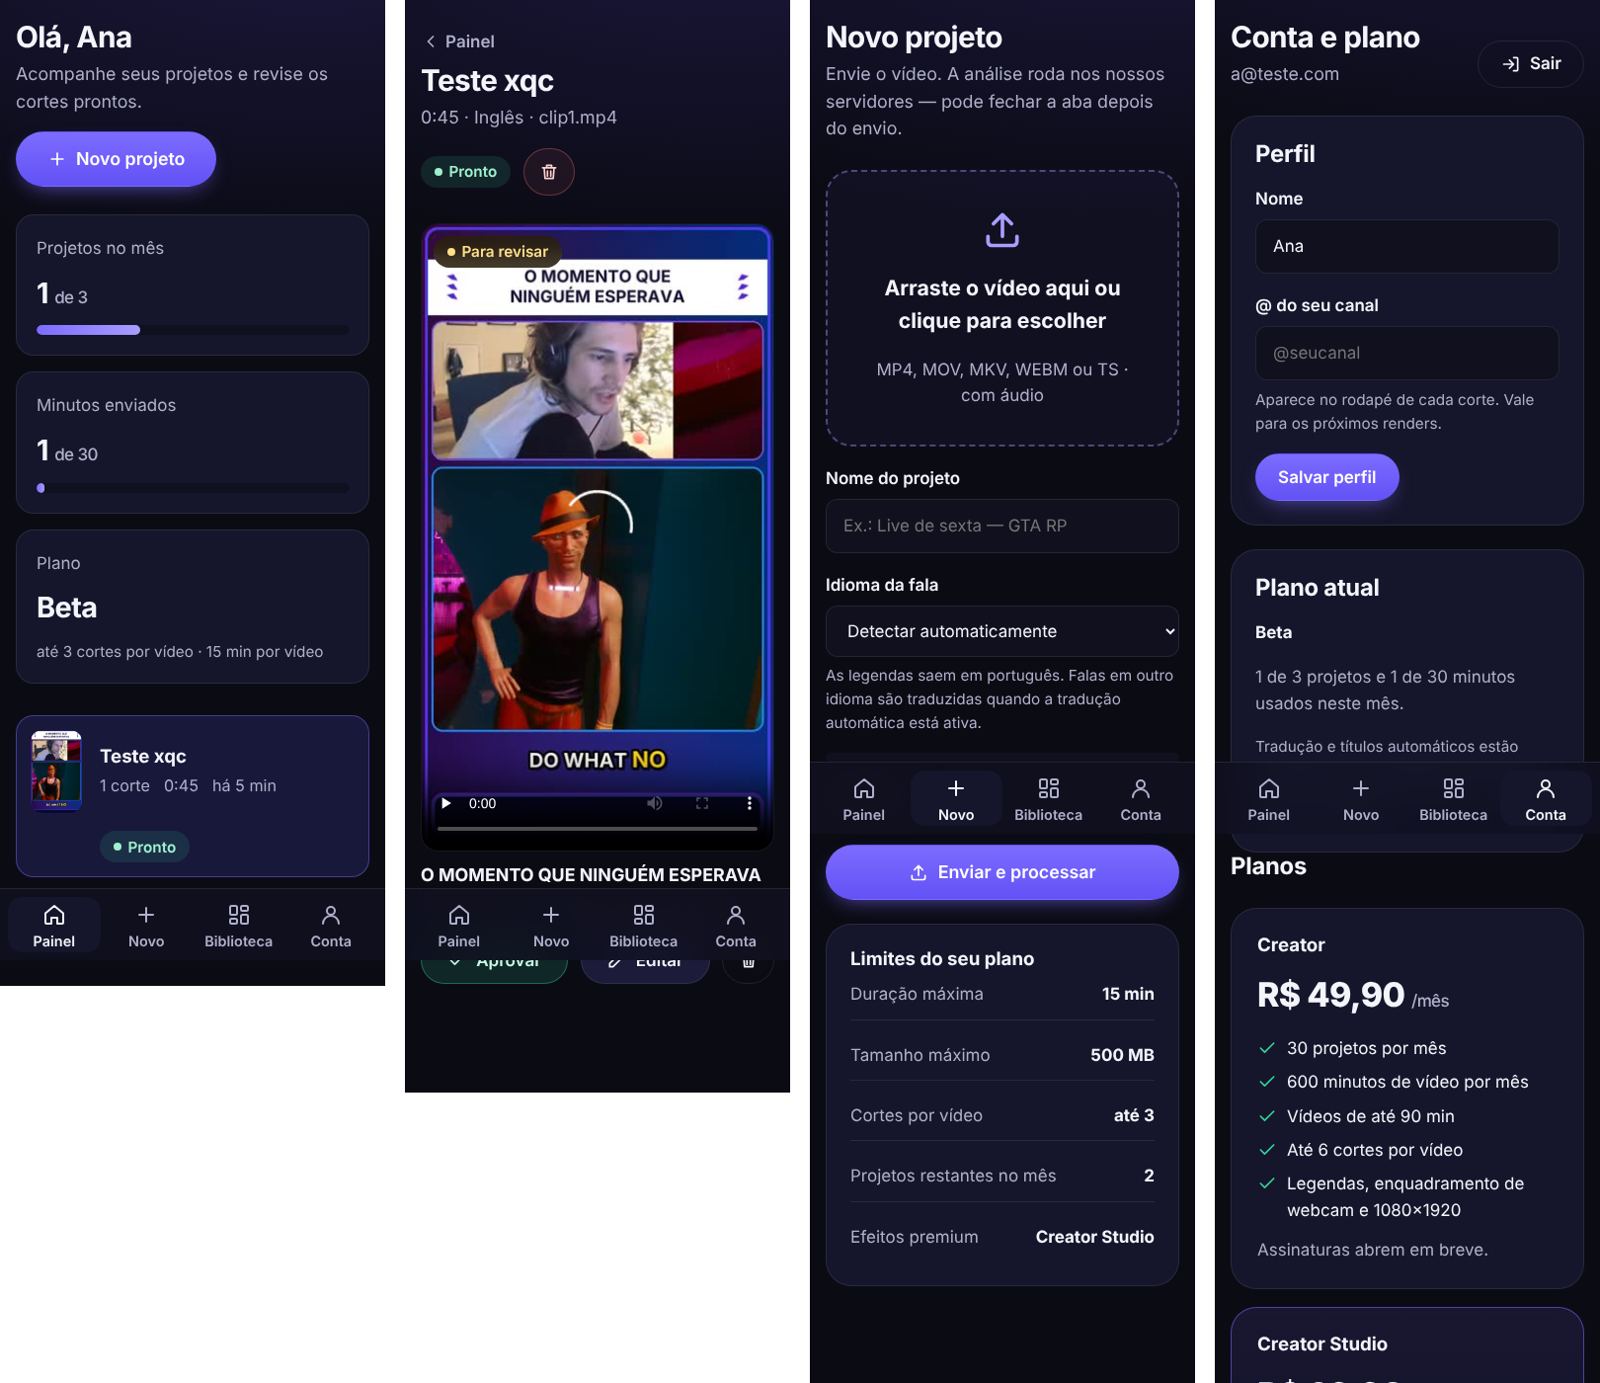 Olá, Ana
Acompanhe seus projetos e revise os
cortes prontos.
Novo projeto
Projetos no mês
1 de 3
Minutos enviados
1 de 30
Plano
Beta
até 3 cortes por vídeo · 15 min por vídeo
Teste xqc
1 corte 0:45 há 5 min
Pronto
Painel Novo Biblioteca Conta
Painel
Teste xqc
0:45 · Inglês · clip1.mp4
Pronto
Para revisar
O MOMENTO QUE
NINGUÉM ESPERAVA
DO WHAT NO
0:00
O MOMENTO QUE NINGUÉM ESPERAVA
Painel Novo Biblioteca Conta
Aprovar Editar
Novo projeto
Envie o vídeo. A análise roda nos nossos
servidores — pode fechar a aba depois
do envio.
Arraste o vídeo aqui ou
clique para escolher
MP4, MOV, MKV, WEBM ou TS ·
com áudio
Nome do projeto
Ex.: Live de sexta — GTA RP
Idioma da fala
Detectar automaticamente
As legendas saem em português. Falas em outro
idioma são traduzidas quando a tradução
automática está ativa.
Painel Novo Biblioteca Conta
Enviar e processar
Limites do seu plano
Duração máxima 15 min
Tamanho máximo 500 MB
Cortes por vídeo até 3
Projetos restantes no mês 2
Efeitos premium Creator Studio
Conta e plano
a@teste.com
Sair
Perfil
Nome
Ana
@ do seu canal
@seucanal
Aparece no rodapé de cada corte. Vale
para os próximos renders.
Salvar perfil
Plano atual
Beta
1 de 3 projetos e 1 de 30 minutos
usados neste mês.
Tradução e títulos automáticos estão
Painel Novo Biblioteca Conta
Planos
Creator
R$ 49,90 /mês
30 projetos por mês
600 minutos de vídeo por mês
Vídeos de até 90 min
Até 6 cortes por vídeo
Legendas, enquadramento de
webcam e 1080×1920
Assinaturas abrem em breve.
Creator Studio